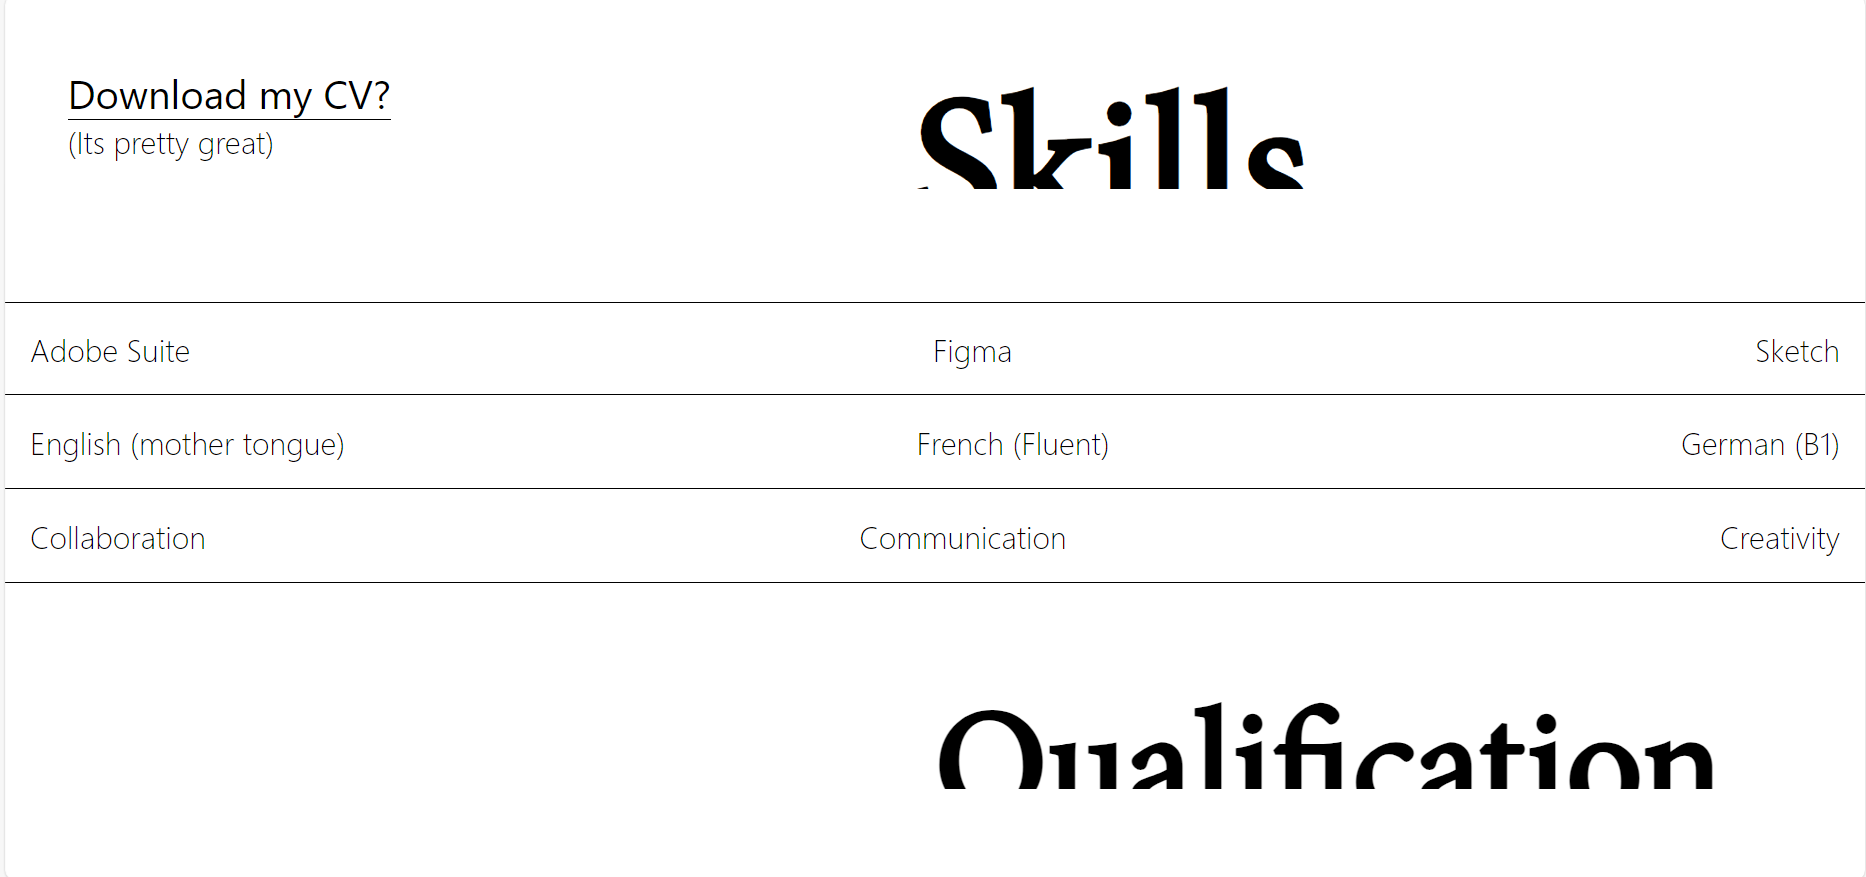 Download my CV?
(Its pretty great)
Skills
Adobe Suite Figma Sketch
English (mother tongue) French (Fluent) German (B1)
Collaboration Communication Creativity
Qualification